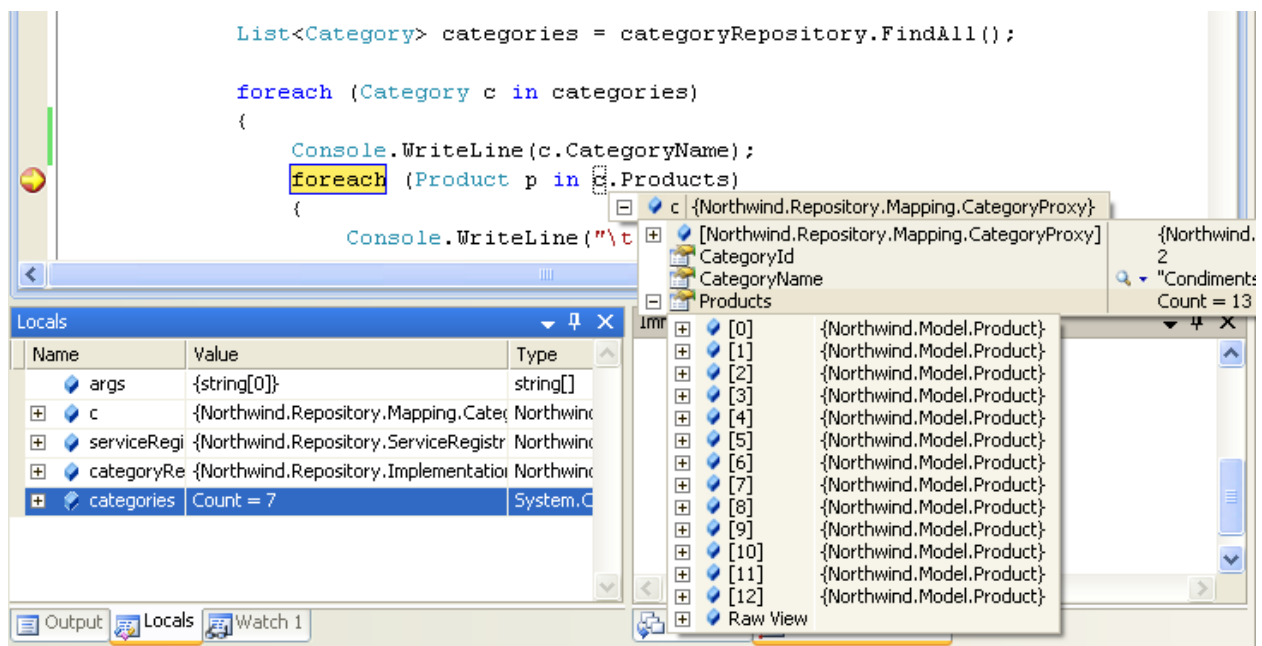 List<Category> categories = categoryRepository.FindAll();
foreach (Category c in categories)
{
Console.WriteLine(c.CategoryName);
foreach (Product p in c.Products)
{
Console.WriteLine("\t
c {Northwind.Repository.Mapping.CategoryProxy}
[Northwind.Repository.Mapping.CategoryProxy] {Northwind.
CategoryId 2
CategoryName "Condiments
Products Count = 13
[0] {Northwind.Model.Product}
[1] {Northwind.Model.Product}
[2] {Northwind.Model.Product}
[3] {Northwind.Model.Product}
[4] {Northwind.Model.Product}
[5] {Northwind.Model.Product}
[6] {Northwind.Model.Product}
[7] {Northwind.Model.Product}
[8] {Northwind.Model.Product}
[9] {Northwind.Model.Product}
[10] {Northwind.Model.Product}
[11] {Northwind.Model.Product}
[12] {Northwind.Model.Product}
Raw View
Locals
Name Value Type
args {string[0]} string[]
c {Northwind.Repository.Mapping.Categ Northwind
serviceRegi {Northwind.Repository.ServiceRegistr Northwind
categoryRe {Northwind.Repository.Implementation Northwind
categories Count = 7 System.C
Output Locals Watch 1